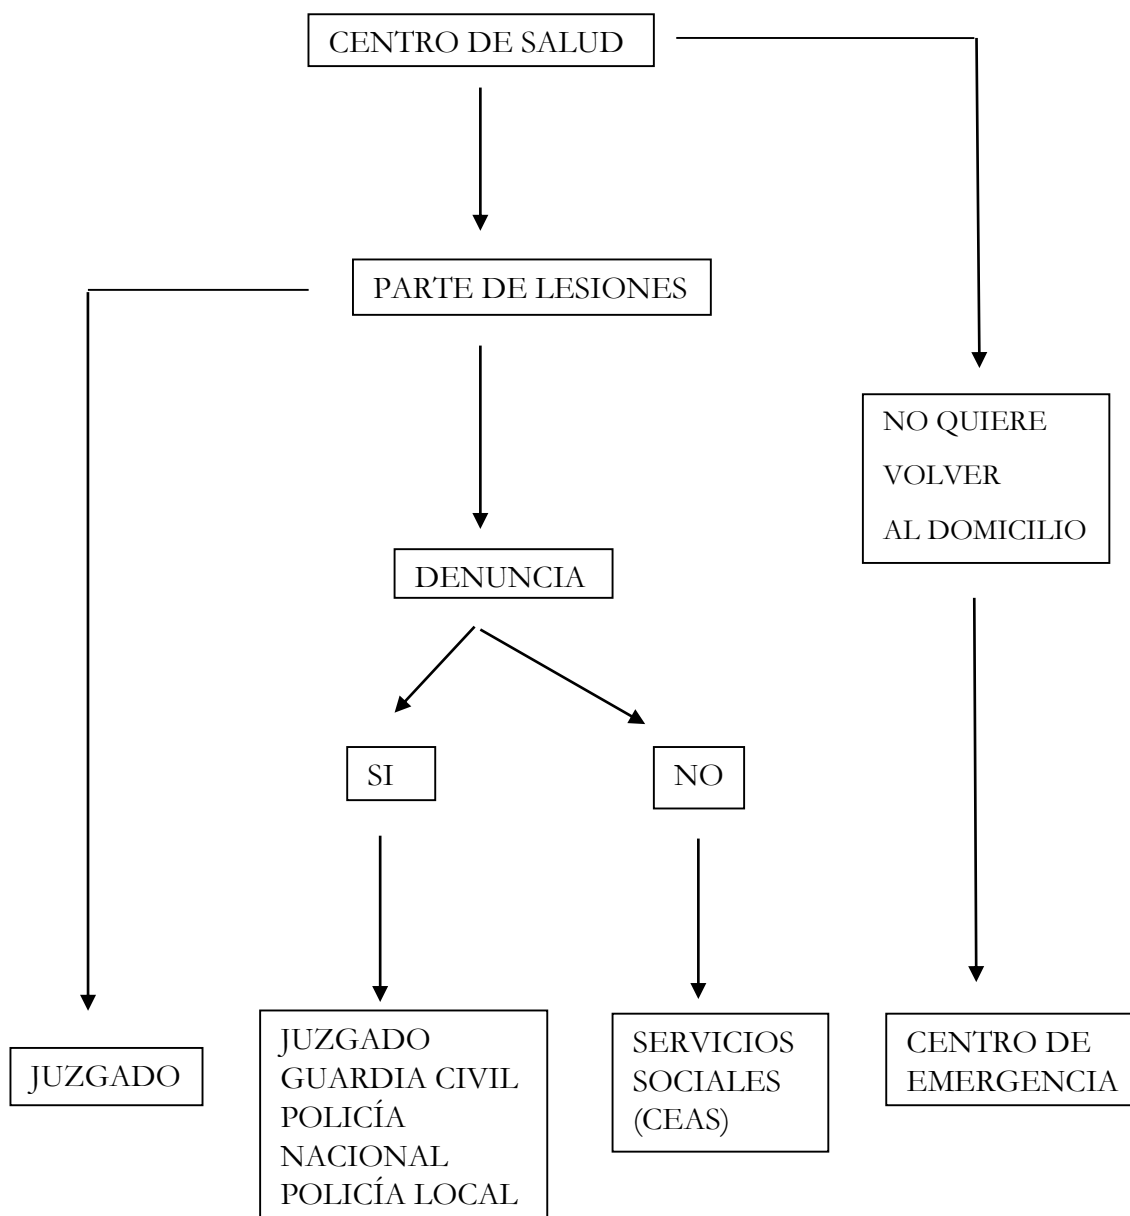 CENTRO DE SALUD
PARTE DE LESIONES
NO QUIERE
VOLVER
AL DOMICILIO
DENUNCIA
SI
NO
JUZGADO
JUZGADO
GUARDIA CIVIL
POLICÍA
NACIONAL
POLICÍA LOCAL
SERVICIOS
SOCIALES
(CEAS)
CENTRO DE
EMERGENCIA